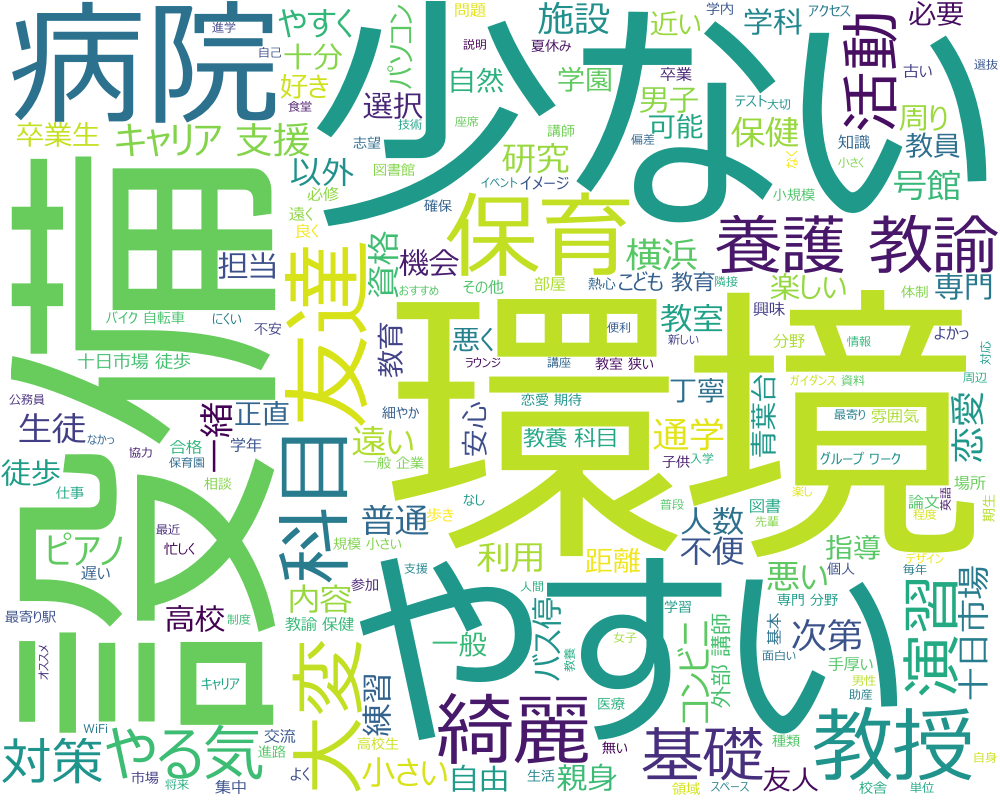 病院
少ない
活動
必要
進学
自己
食堂
やすく
十分
好き
パソコン
問題
説明
夏休み
施設
近い
学内
学科
アクセス
古い
選抜
卒業生
キャリア 支援
選択
自然
学園
卒業
男子
可能
テスト
大切
保健
知識
小さく
周り
教員
技術
座席
講師
偏差
志望
図書館
以外
研究
号館
必修
イベント
イメージ
小規模
遠く
良く
確保
設備
担当
友達
資格
機会
保育
横浜
養護 教諭
おすすめ
その他
部屋
熱心
こども 教育
隣接
楽しい
体制
専門
バイク 自転車
にくい
不安
環境
便利
教室
興味
よかっ
十日市場 徒歩
教育
悪く
ラウンジ
講座
教室 狭い
新しい
分野
情報
対応
公務員
生徒
一緒
正直
細やか
恋愛 期待
丁寧
青葉台
ガイダンス
資料
周辺
最寄り
雰囲気
恋愛
なかっ
協力
合格
学年
科目
遠い
安心
教養 科目
通学
徒歩
保育園
一般 企業
子供
入学
グループ ワーク
場所
仕事
相談
なし
普段
図書
先輩
楽し
英語
論文
期生
程度
ピアノ
最近
忙しく
普通
歩き
人数
不便
遅い
規模 小さい
利用
距離
指導
デザイン
最寄り駅
制度
高校
内容
参加
支援
やすい
人間
学習
悪い
個人
毎年
教諭 保健
専門 分野
オススメ
キャリア
大変
一般
バス停
女子
コンビニ
外部 講師
基本
次第
演習
十日市場
面白い
手厚い
教養
男性
助産
練習
WiFi
交流
高校生
綺麗
医療
基礎
教授
対策
やる気
進路
小さい
無い
種類
市場
将来
集中
よく
自由
生活
親身
領域
スペース
友人
校舎
単位
自身